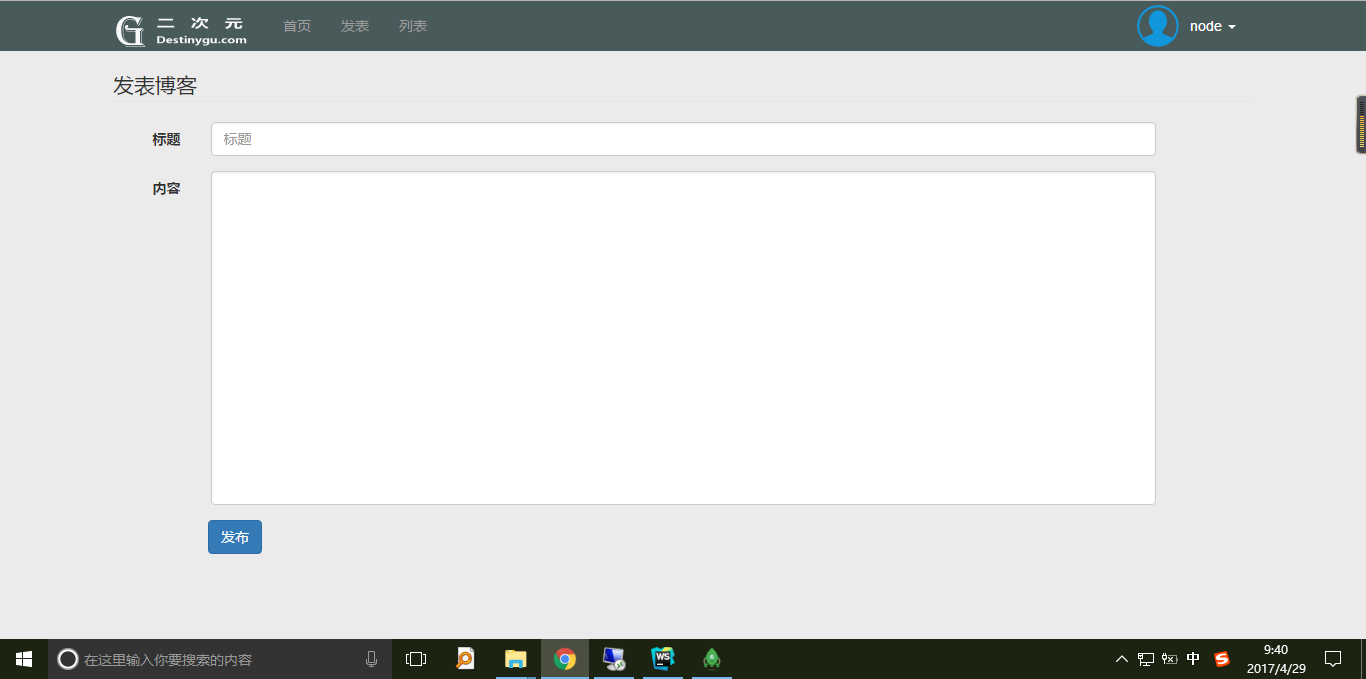 G 二次元
Destinygu.com
首页
发表
列表
node
发表博客
标题
标题
内容
发布
在这里输入你要搜索的内容
WS
中
S
9:40
2017/4/29